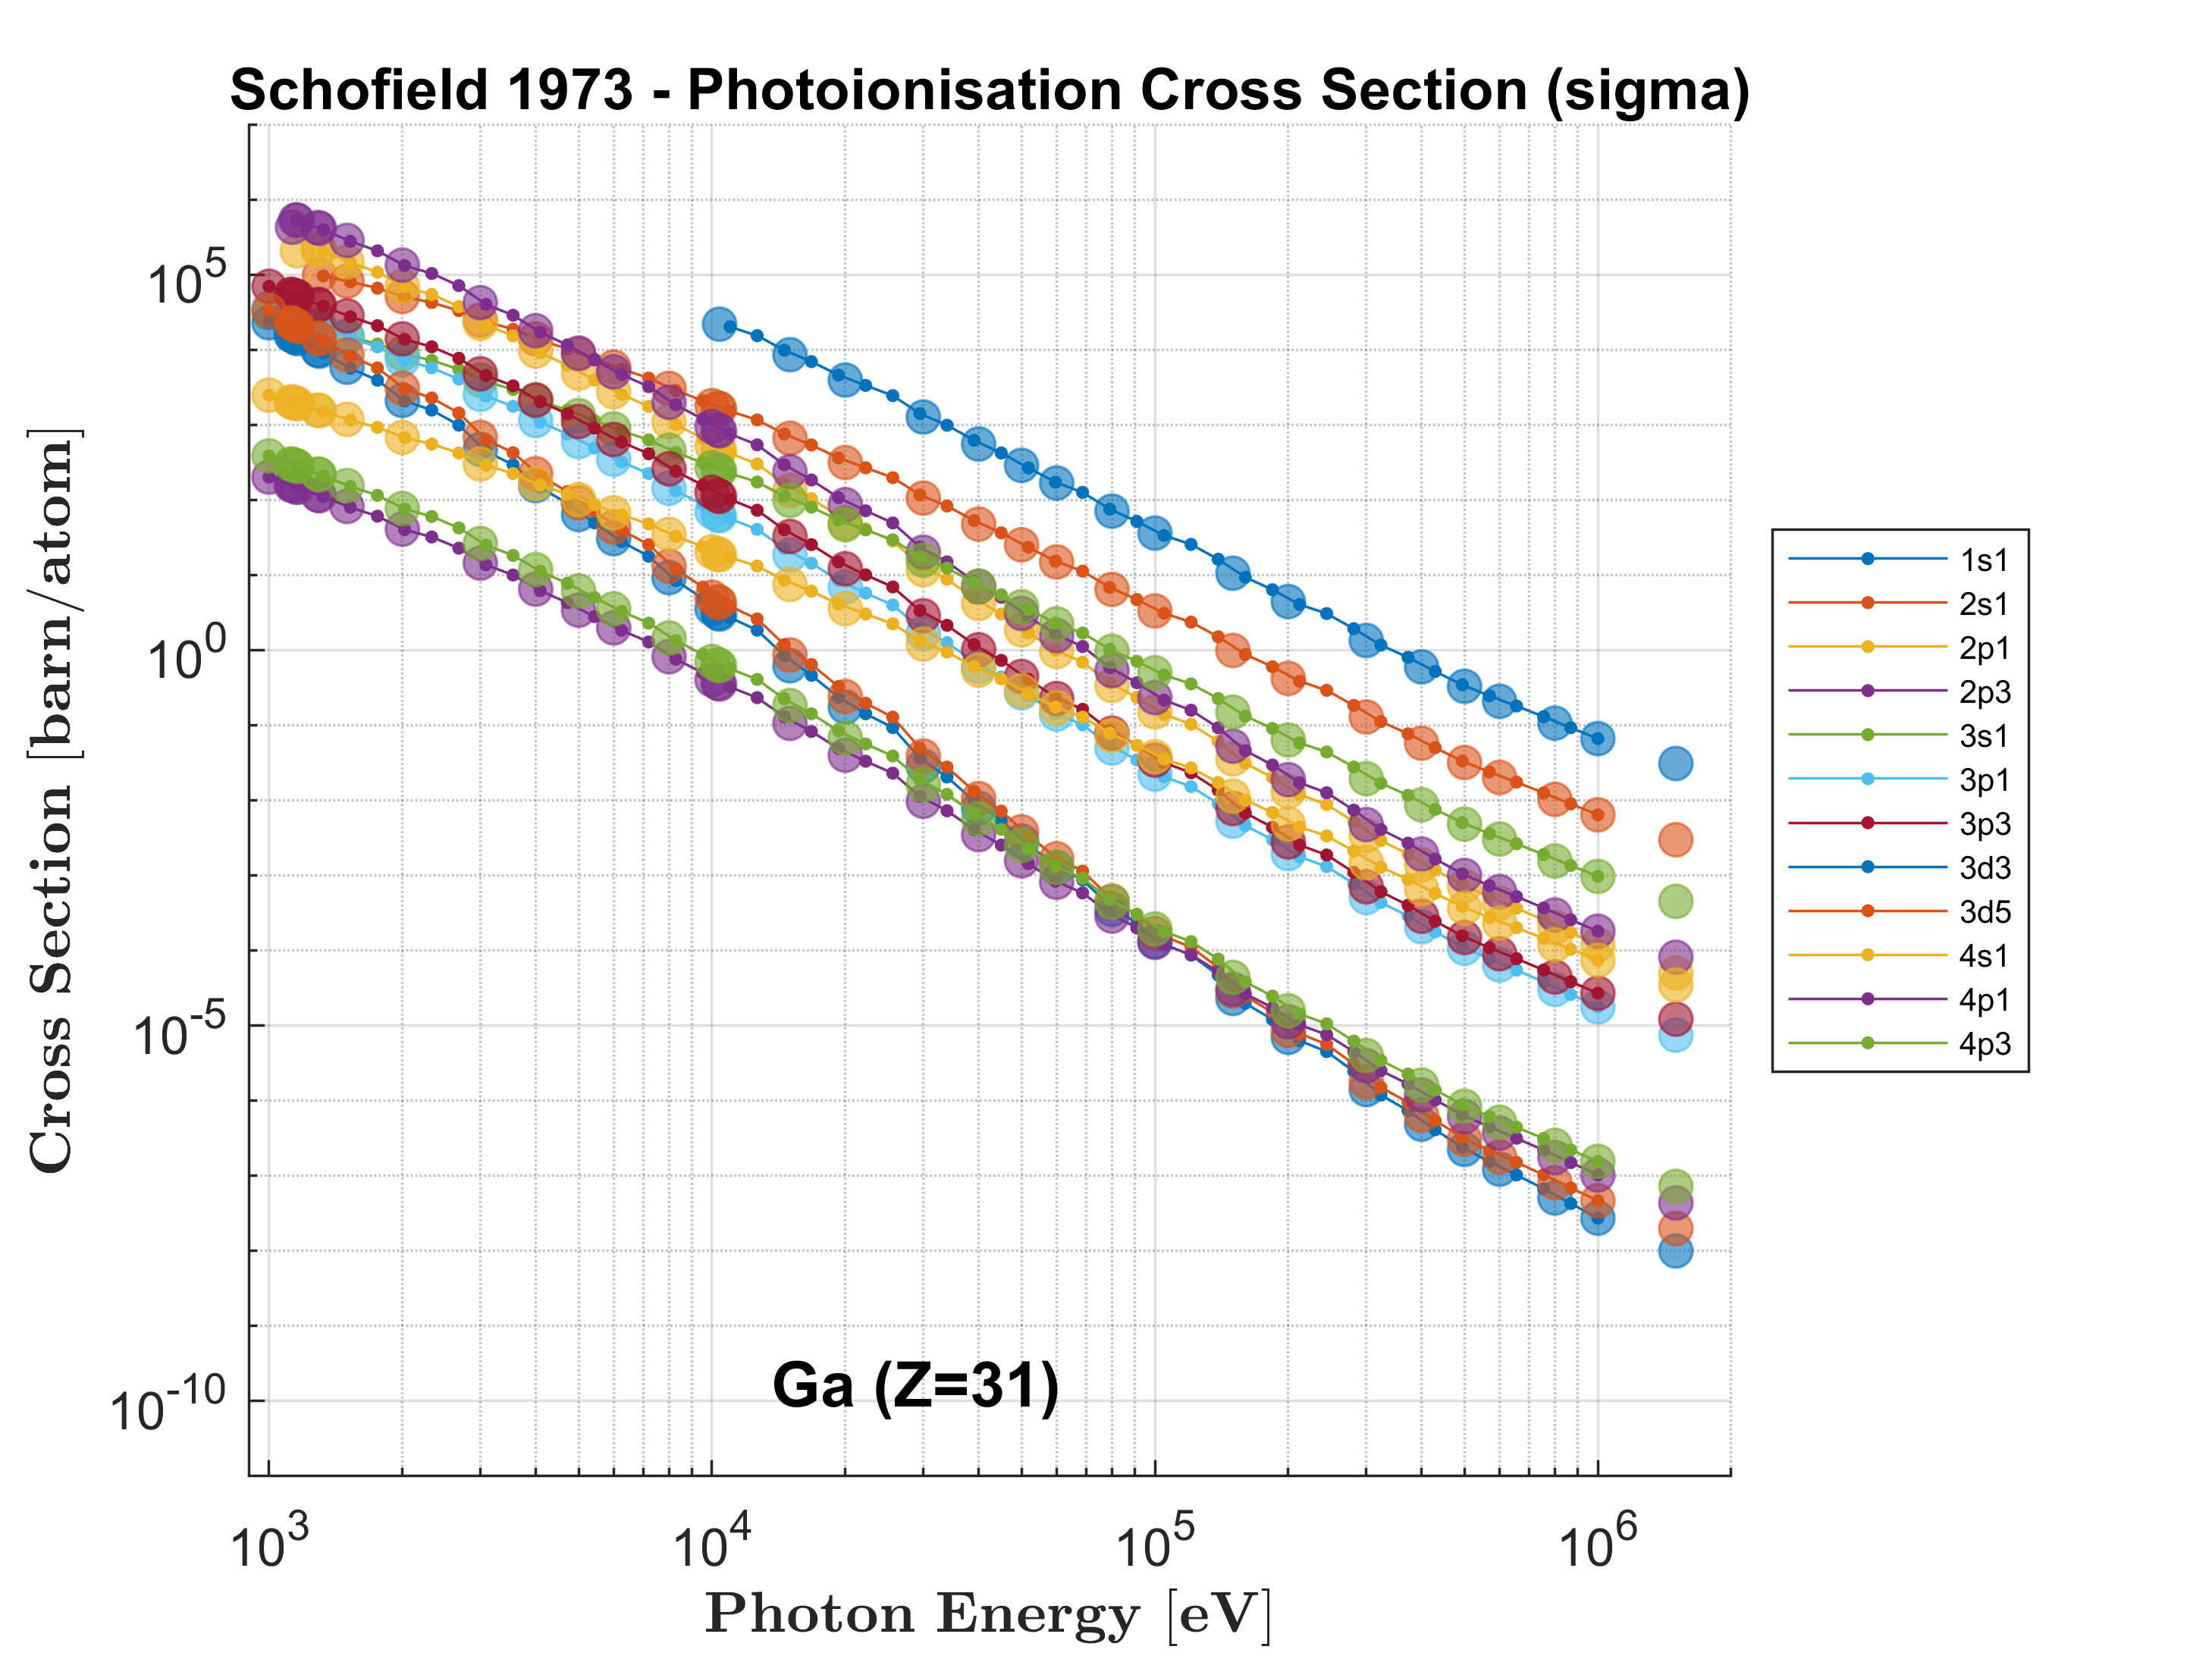 Schofield 1973 - Photoionisation Cross Section (sigma)
Cross Section [barn/atom]
10^5
10^0
10^-5
10^-10
Ga (Z=31)
10^3 10^4 10^5 10^6
Photon Energy [eV]
1s1
2s1
2p1
2p3
3s1
3p1
3p3
3d3
3d5
4s1
4p1
4p3